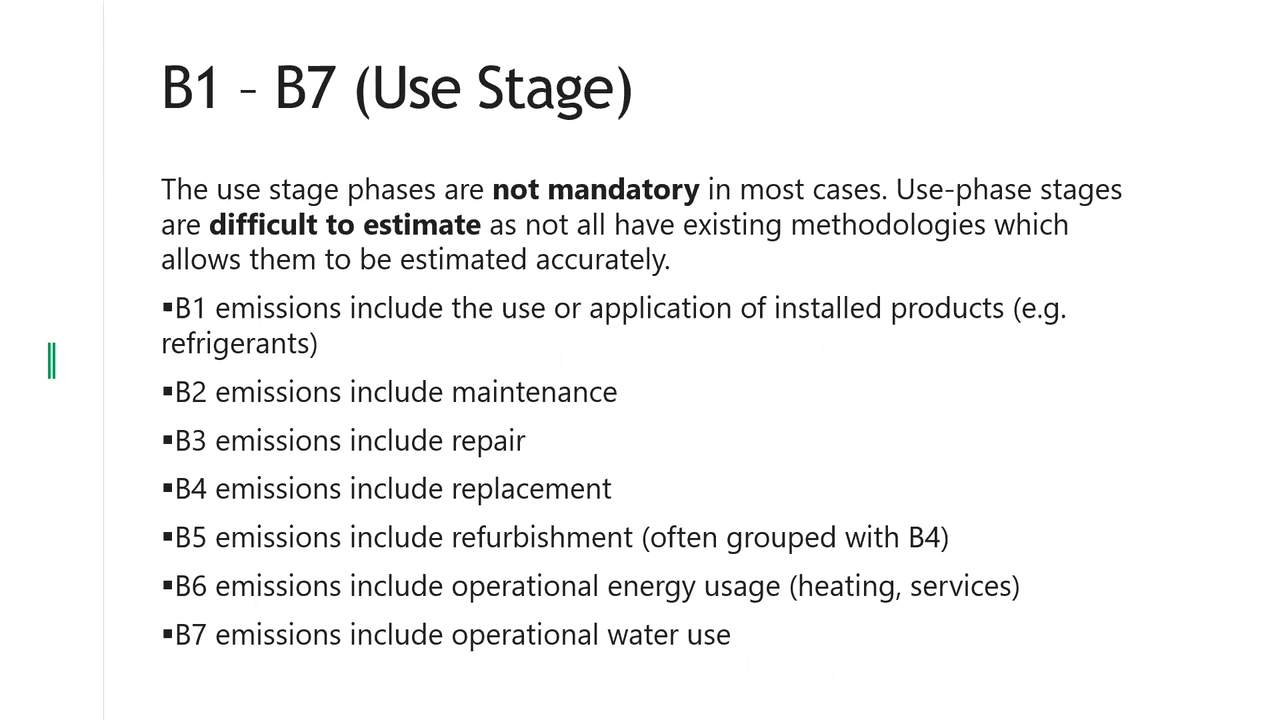 B1 - B7 (Use Stage)
The use stage phases are not mandatory in most cases. Use-phase stages
are difficult to estimate as not all have existing methodologies which
allows them to be estimated accurately.
▪B1 emissions include the use or application of installed products (e.g.
refrigerants)
▪B2 emissions include maintenance
▪B3 emissions include repair
▪B4 emissions include replacement
▪B5 emissions include refurbishment (often grouped with B4)
▪B6 emissions include operational energy usage (heating, services)
▪B7 emissions include operational water use